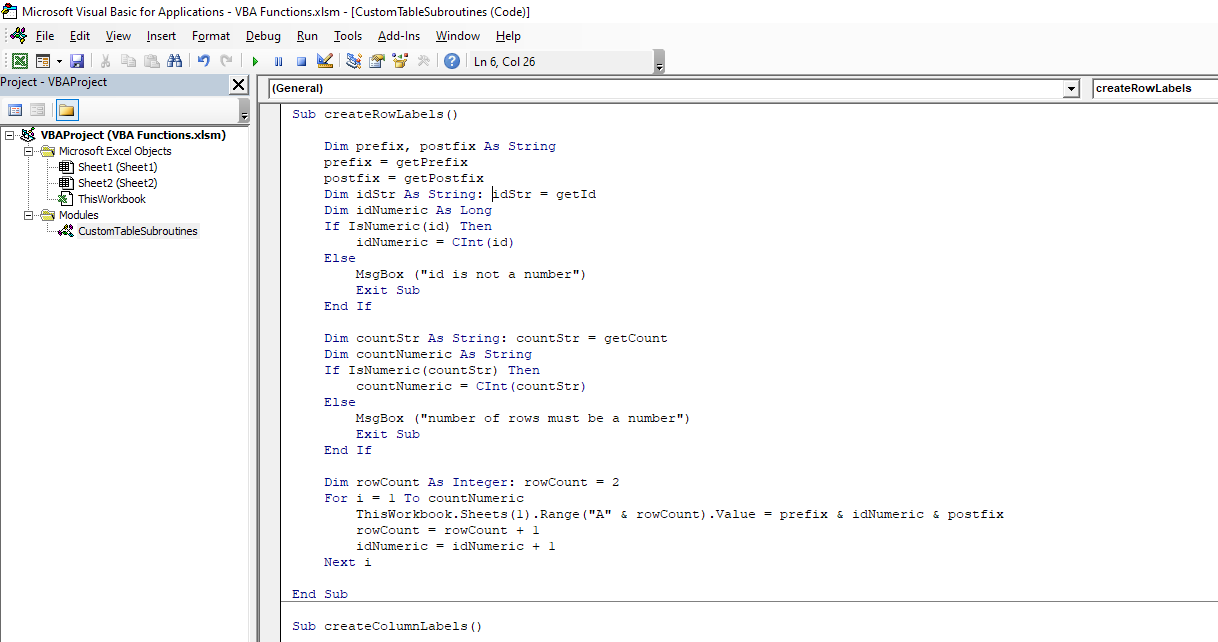 Microsoft Visual Basic for Applications - VBA Functions.xlsm - [CustomTableSubroutines (Code)]
File Edit View Insert Format Debug Run Tools Add-Ins Window Help
Ln 6, Col 26
Project - VBAProject
(General)
createRowLabels
VBAProject (VBA Functions.xlsm)
Microsoft Excel Objects
Sheet1 (Sheet1)
Sheet2 (Sheet2)
ThisWorkbook
Modules
CustomTableSubroutines
Sub createRowLabels()
Dim prefix, postfix As String
prefix = getPrefix
postfix = getPostfix
Dim idStr As String: idStr = getId
Dim idNumeric As Long
If IsNumeric(id) Then
idNumeric = CInt(id)
Else
MsgBox ("id is not a number")
Exit Sub
End If
Dim countStr As String: countStr = getCount
Dim countNumeric As String
If IsNumeric(countStr) Then
countNumeric = CInt(countStr)
Else
MsgBox ("number of rows must be a number")
Exit Sub
End If
Dim rowCount As Integer: rowCount = 2
For i = 1 To countNumeric
ThisWorkbook.Sheets(1).Range("A" & rowCount).Value = prefix & idNumeric & postfix
rowCount = rowCount + 1
idNumeric = idNumeric + 1
Next i
End Sub
Sub createColumnLabels()